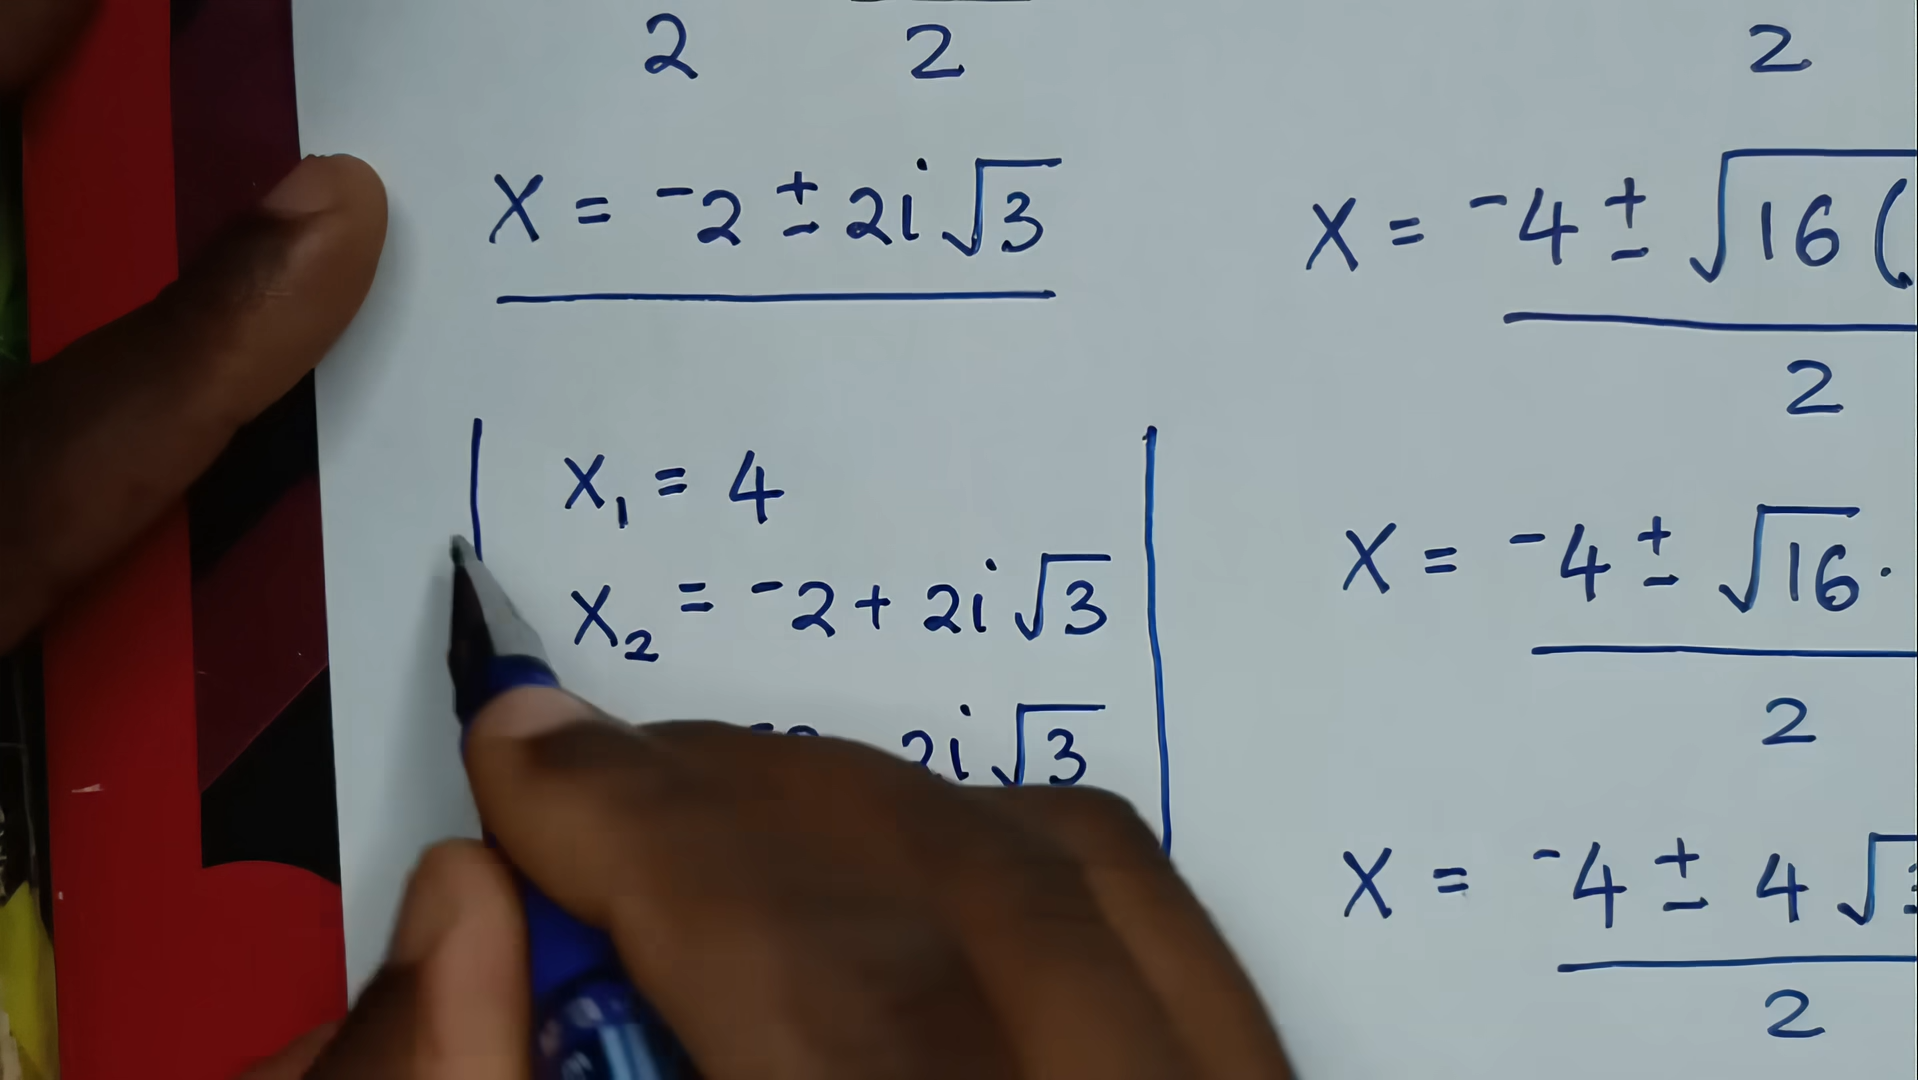 2 2
X = -2 ± 2i√3
X₁ = 4
X₂ = -2 + 2i√3
2i√3
2
X = -4 ± √16(
2
X = -4 ± √16 ·
2
X = -4 ± 4√
2